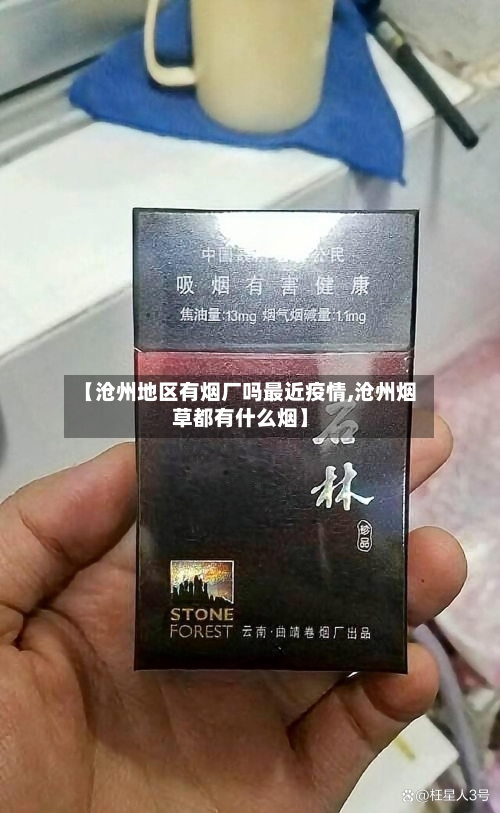 吸烟有害健康
焦油量:13mg 烟气烟碱量:1.1mg
【沧州地区有烟厂吗最近疫情,沧州烟
草都有什么烟】
石
林
珍品
STONE
FOREST 云南·曲靖卷烟厂出品
@枉星人3号